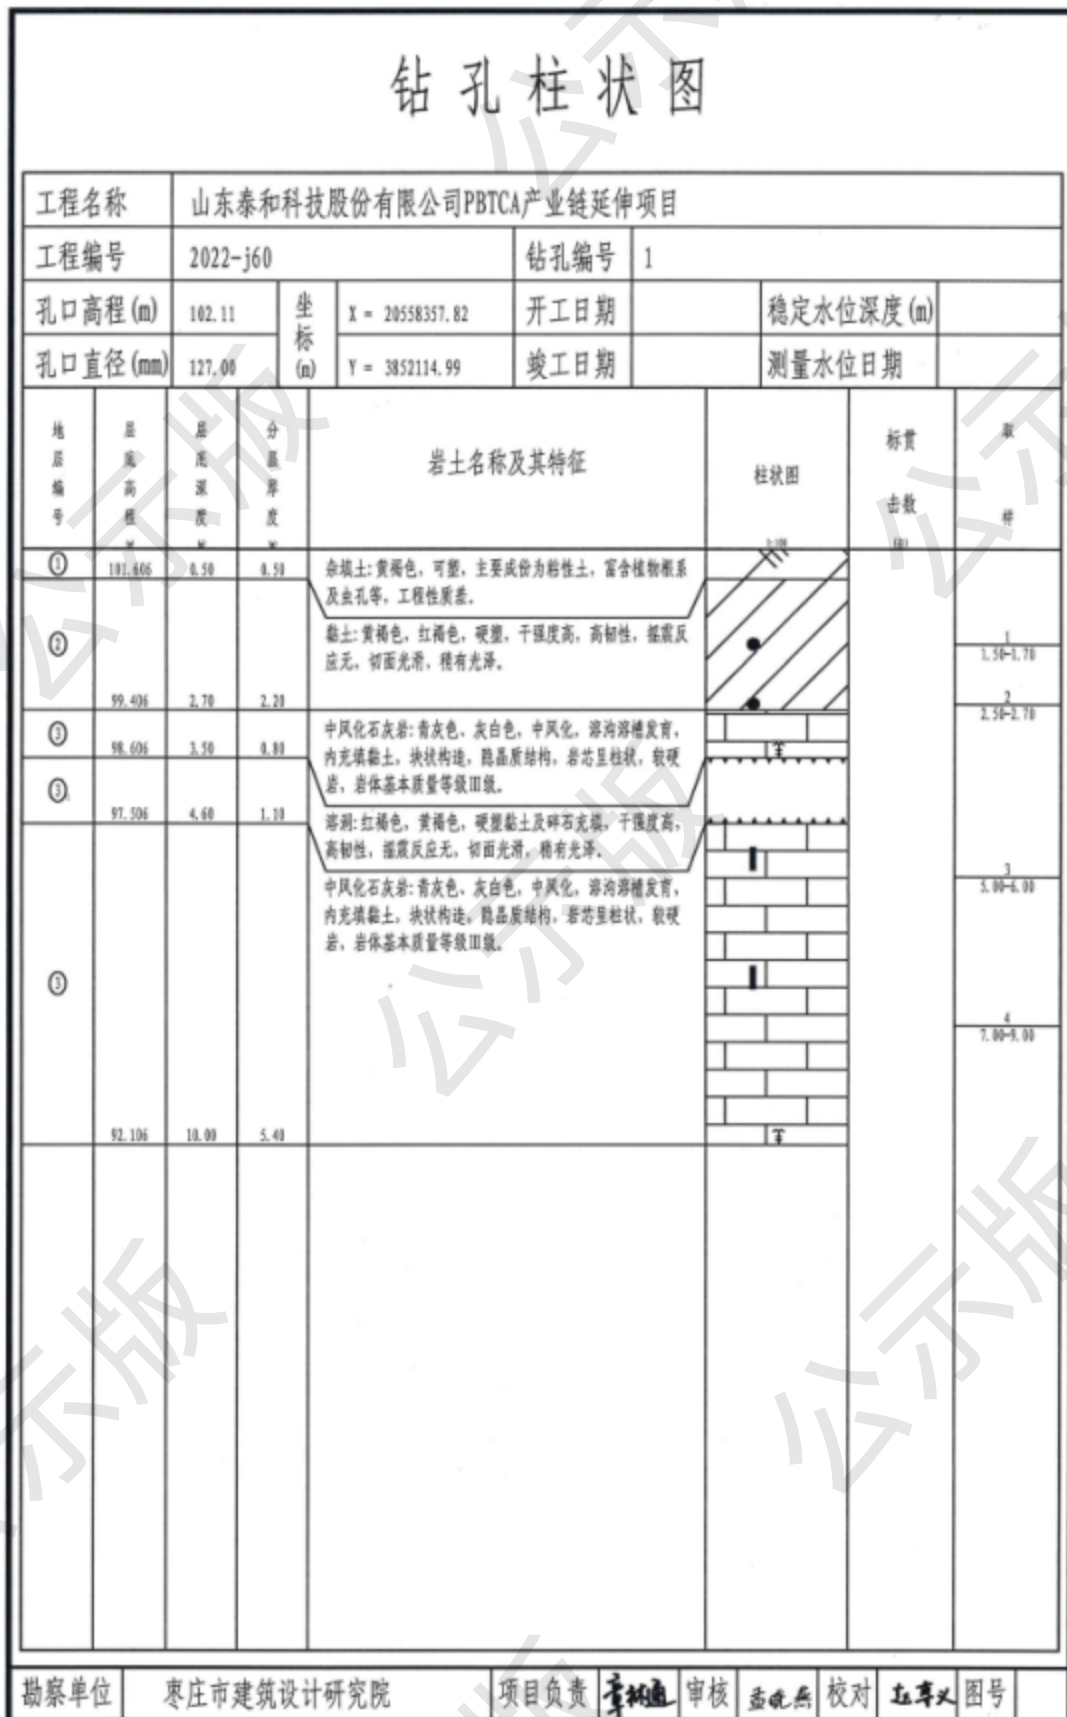 钻孔柱状图
工程名称 山东泰和科技股份有限公司PBTCA产业链延伸项目
工程编号 2022-j60 钻孔编号 1
孔口高程(m) 102.11 坐标(m) X = 20558357.82 开工日期 稳定水位深度(m)
孔口直径(mm) 127.00 Y = 3852114.99 竣工日期 测量水位日期
地层编号 层底高程 层底深度 分层厚度 岩土名称及其特征 柱状图 标贯击数 取样
1:100
① 101.606 0.50 0.50 杂填土:黄褐色，可塑，主要成份为粘性土，富含植物根系
及虫孔等，工程性质差。
② 99.406 2.70 2.20 黏土:黄褐色，红褐色，硬塑，干强度高，高韧性，摇震反
应无，切面光滑，稍有光泽。
1
1.50-1.70
2
2.50-2.70
③ 98.606 3.50 0.80 中风化石灰岩:青灰色、灰白色，中风化，溶沟溶槽发育，
内充填黏土，块状构造，隐晶质结构，岩芯呈柱状，较硬
岩，岩体基本质量等级III级。
③ 97.506 4.60 1.10 溶洞:红褐色，黄褐色，硬塑黏土及碎石充填，干强度高，
高韧性，摇震反应无，切面光滑，稍有光泽。
3
5.00-6.00
③ 92.106 10.00 5.40 中风化石灰岩:青灰色、灰白色，中风化，溶沟溶槽发育，
内充填黏土，块状构造，隐晶质结构，岩芯呈柱状，较硬
岩，岩体基本质量等级III级。
4
7.00-9.00
勘察单位 枣庄市建筑设计研究院 项目负责 审核 校对 图号
公示版
公示版
公示版
公示版
公示版